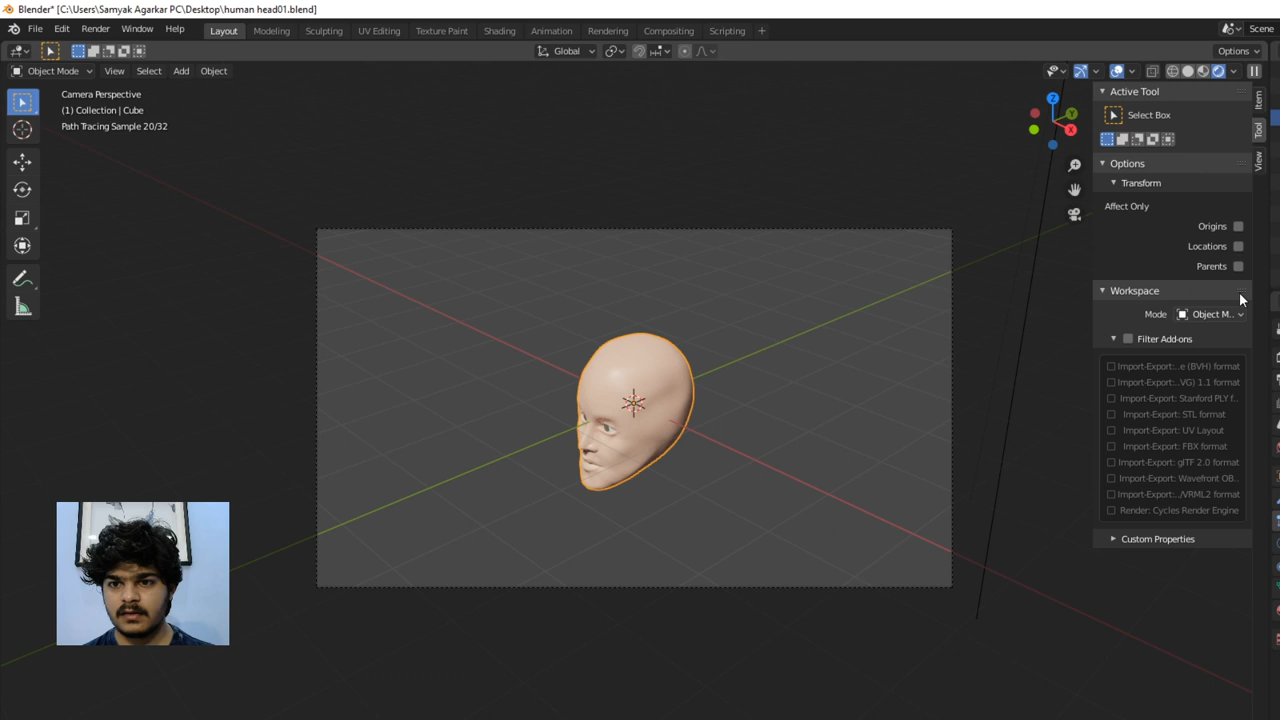 Blender* [C:\Users\Samyak Agarkar PC\Desktop\human head01.blend]
File Edit Render Window Help Layout Modeling Sculpting UV Editing Texture Paint Shading Animation Rendering Compositing Scripting + Scene
Global Options
Object Mode View Select Add Object
Camera Perspective
(1) Collection | Cube
Path Tracing Sample 20/32
Z
Y
X
Active Tool
Select Box
Options
Transform
Affect Only
Origins
Locations
Parents
Workspace
Mode Object M..
Filter Add-ons
Import-Export:..e (BVH) format
Import-Export:..VG) 1.1 format
Import-Export: Stanford PLY f..
Import-Export: STL format
Import-Export: UV Layout
Import-Export: FBX format
Import-Export: glTF 2.0 format
Import-Export: Wavefront OB..
Import-Export:../VRML2 format
Render: Cycles Render Engine
Custom Properties
Item
Tool
View